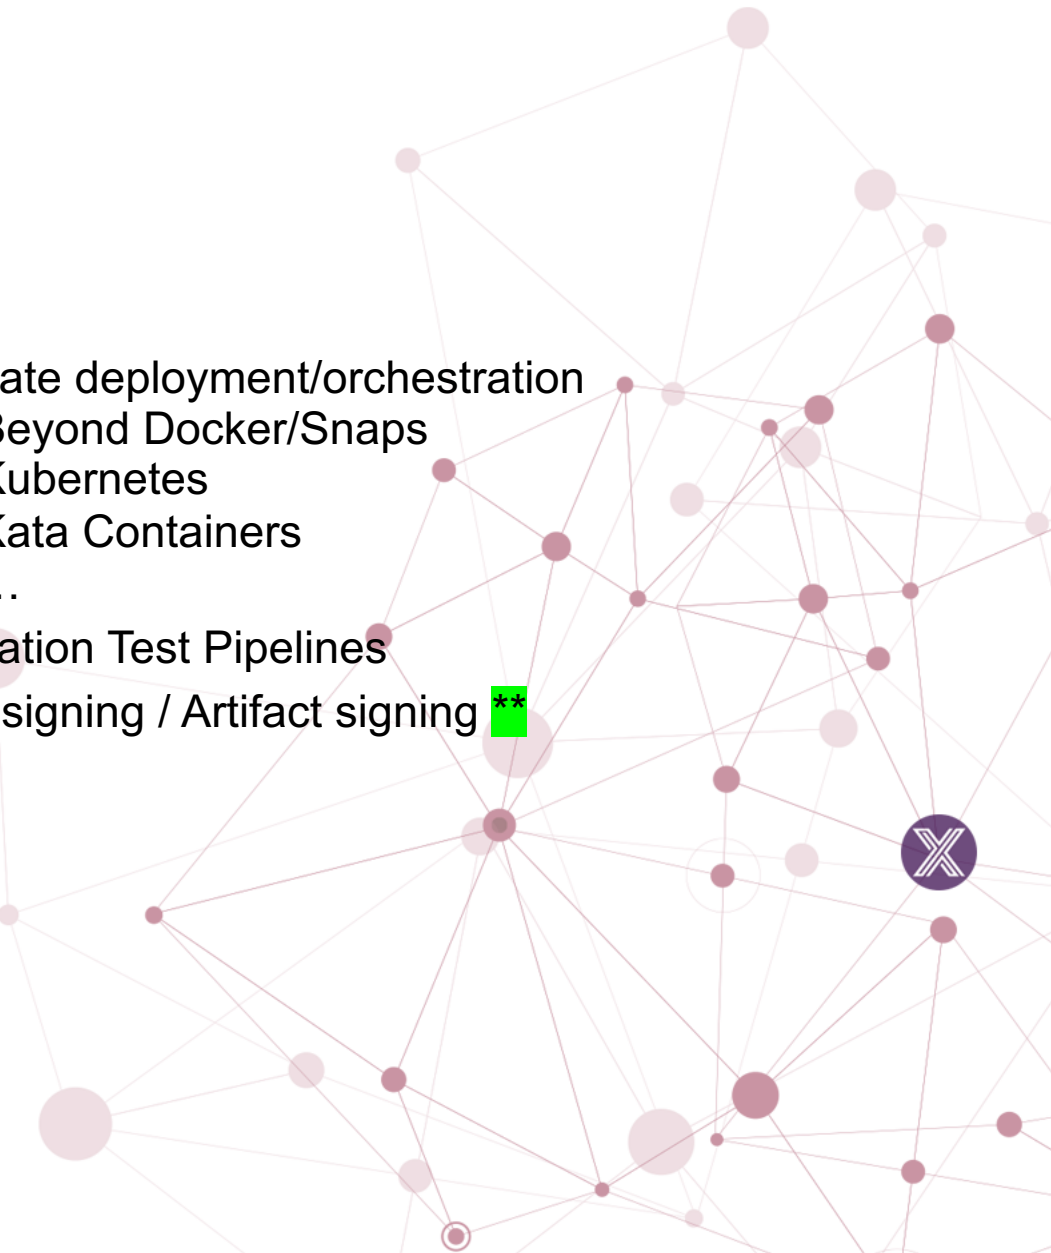 ate deployment/orchestration
Beyond Docker/Snaps
Kubernetes
Kata Containers
..
ation Test Pipelines
signing / Artifact signing **